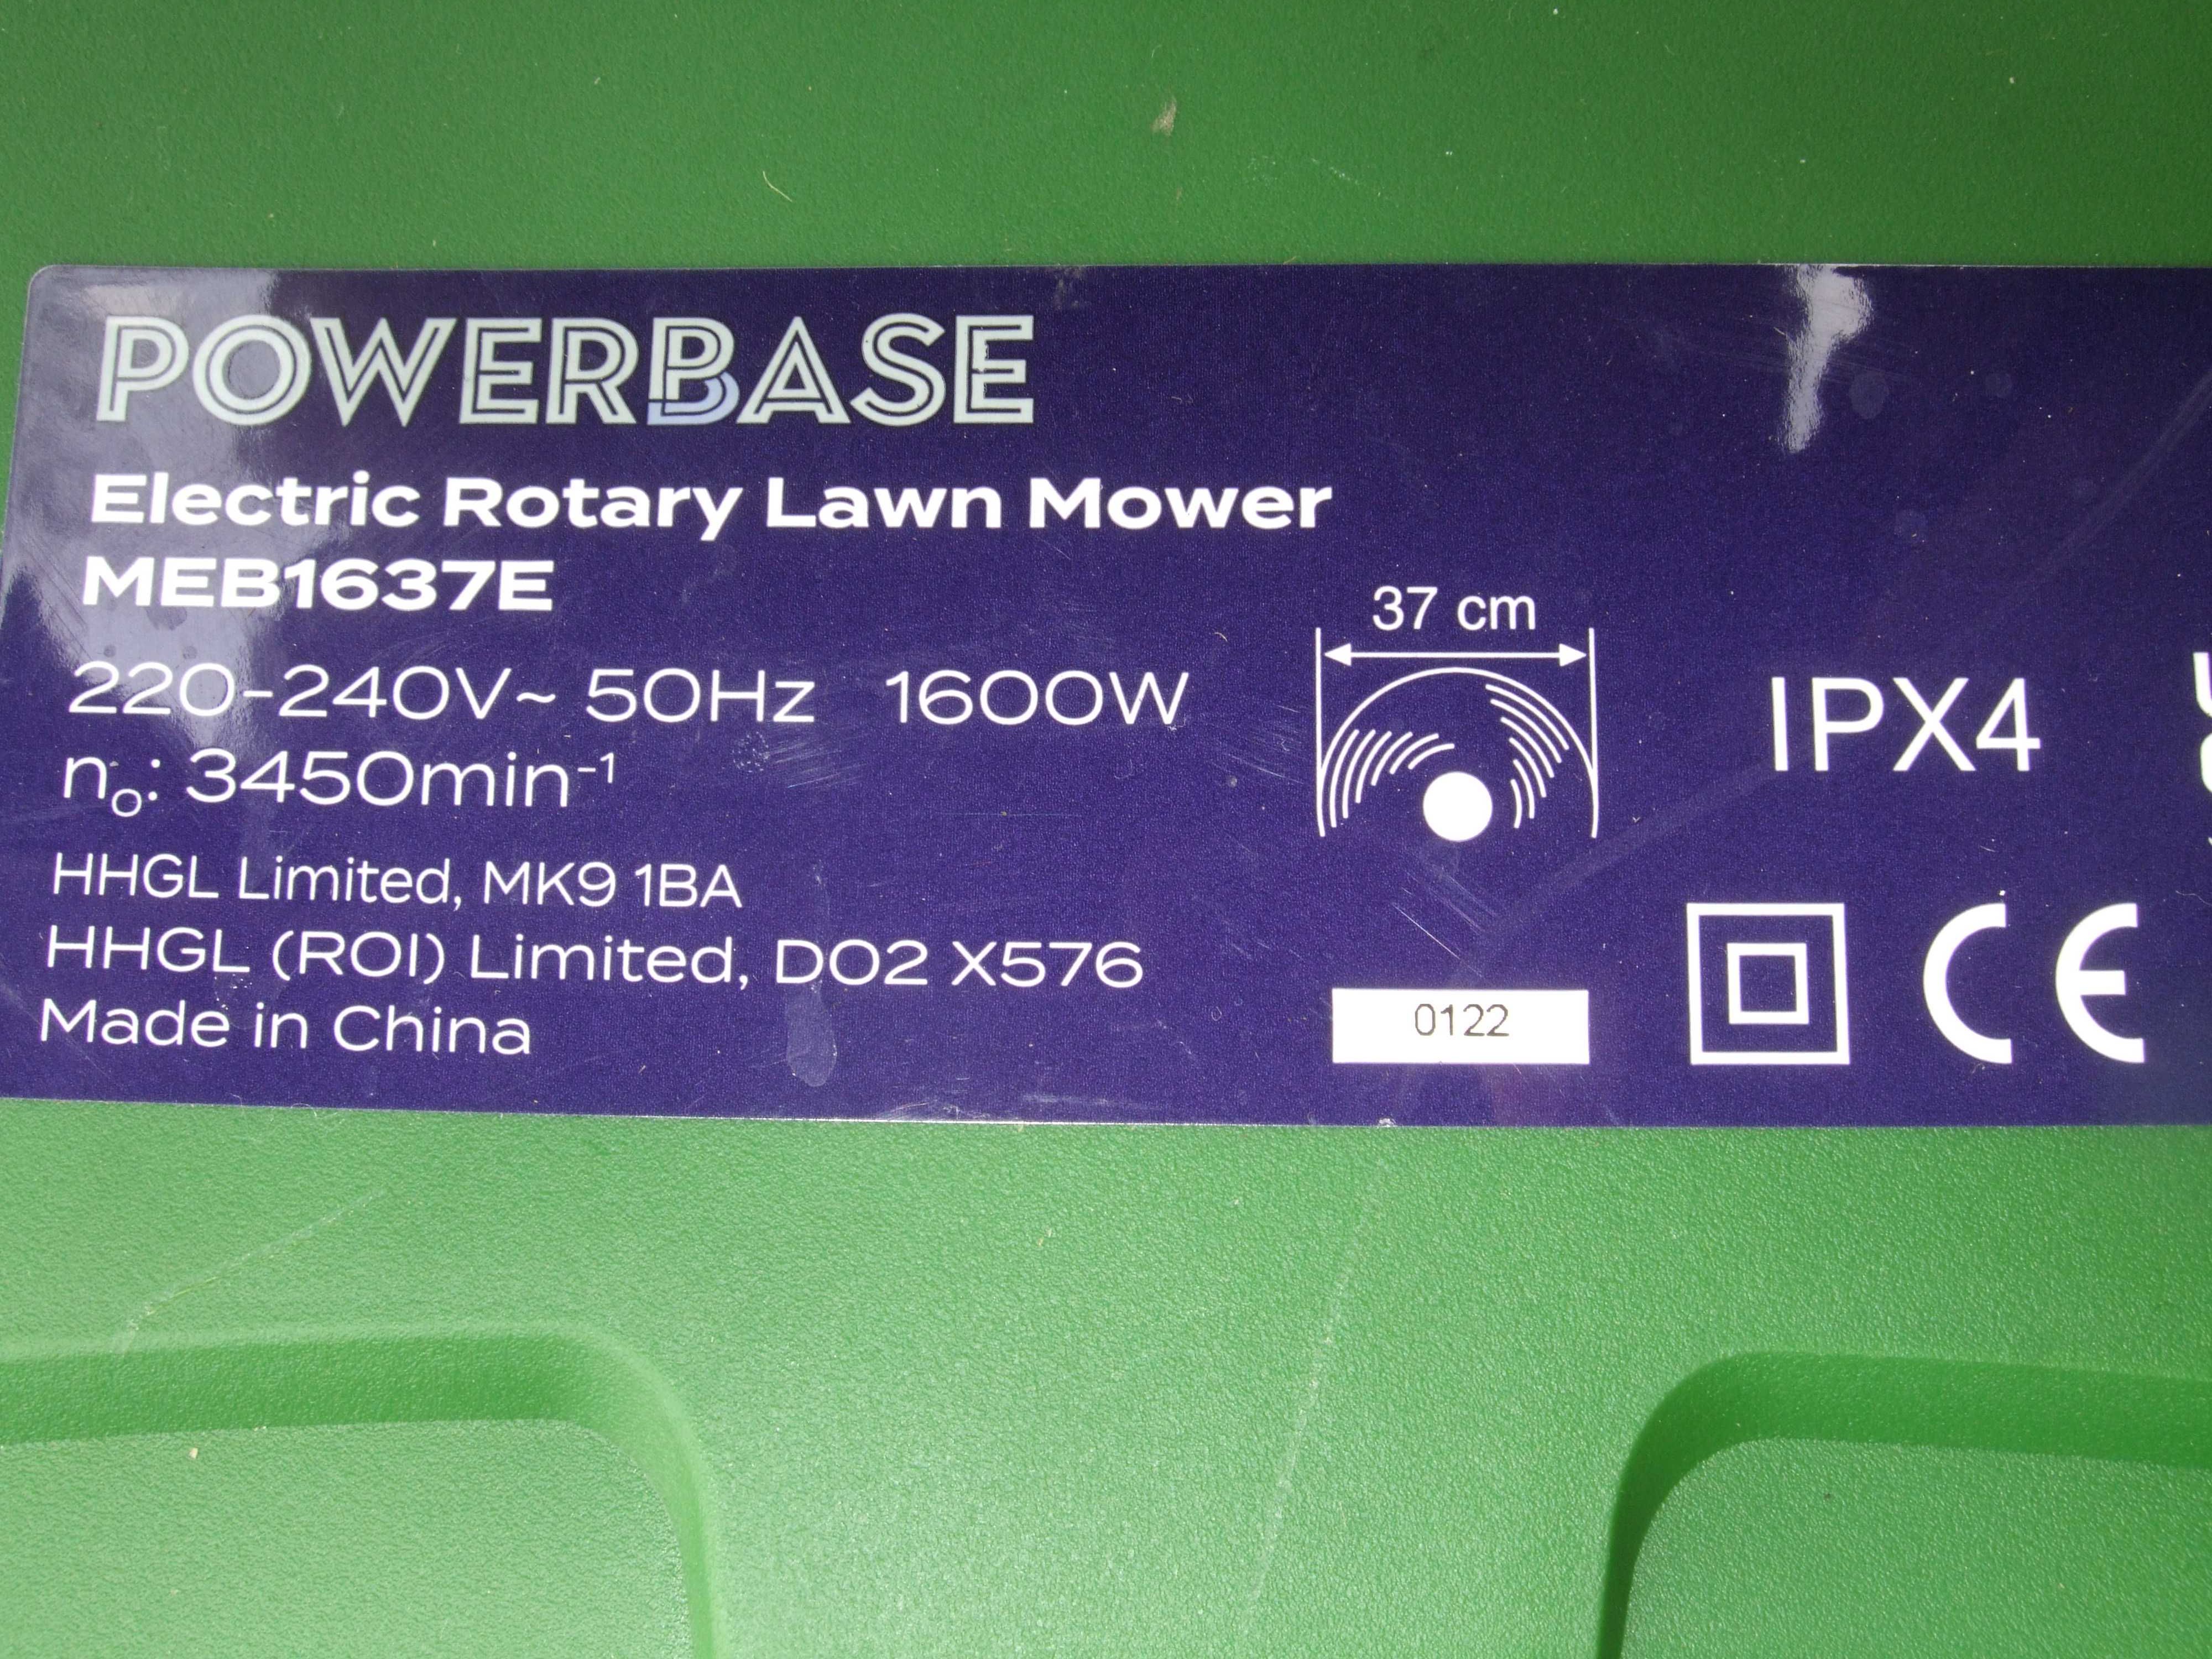 POWERBASE
Electric Rotary Lawn Mower
MEB1637E
37 cm
220-240V~ 50Hz 1600W
IPX4
n₀: 3450min⁻¹
HHGL Limited, MK9 1BA
HHGL (ROI) Limited, D02 X576
Made in China
0122
CE